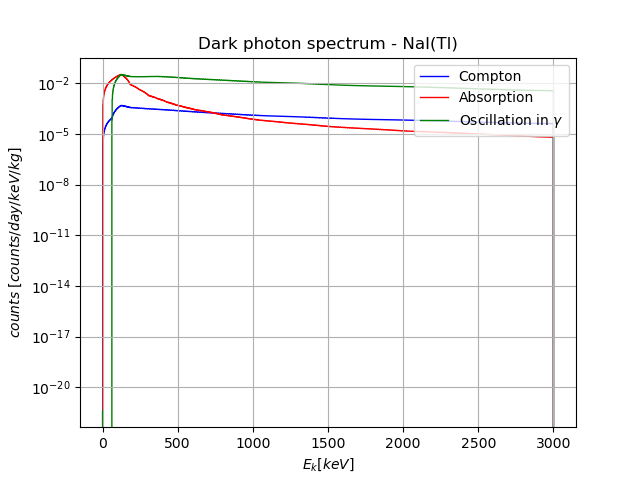 Dark photon spectrum - NaI(Tl)
counts [counts/day/keV/kg]
10⁻²
10⁻⁵
10⁻⁸
10⁻¹¹
10⁻¹⁴
10⁻¹⁷
10⁻²⁰
Compton
Absorption
Oscillation in γ
0 500 1000 1500 2000 2500 3000
E_k[keV]